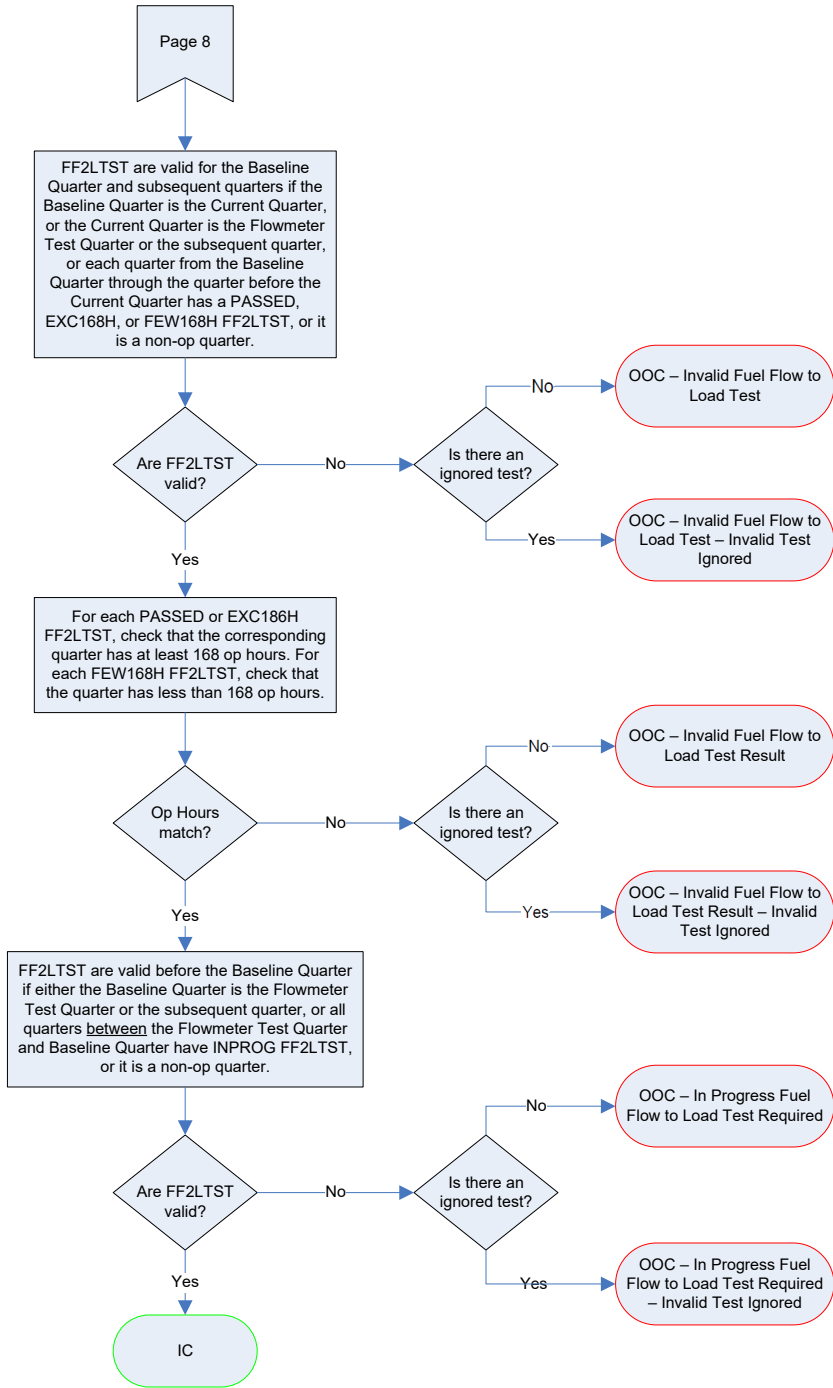 Page 8
FF2LTST are valid for the Baseline
Quarter and subsequent quarters if the
Baseline Quarter is the Current Quarter,
or the Current Quarter is the Flowmeter
Test Quarter or the subsequent quarter,
or each quarter from the Baseline
Quarter through the quarter before the
Current Quarter has a PASSED,
EXC168H, or FEW168H FF2LTST, or it
is a non-op quarter.
Are FF2LTST
valid?
No
Is there an
ignored test?
No
OOC – Invalid Fuel Flow to
Load Test
Yes
OOC – Invalid Fuel Flow to
Load Test – Invalid Test
Ignored
Yes
For each PASSED or EXC186H
FF2LTST, check that the corresponding
quarter has at least 168 op hours. For
each FEW168H FF2LTST, check that
the quarter has less than 168 op hours.
Op Hours
match?
No
Is there an
ignored test?
No
OOC – Invalid Fuel Flow to
Load Test Result
Yes
OOC – Invalid Fuel Flow to
Load Test Result – Invalid
Test Ignored
Yes
FF2LTST are valid before the Baseline Quarter
if either the Baseline Quarter is the Flowmeter
Test Quarter or the subsequent quarter, or all
quarters between the Flowmeter Test Quarter
and Baseline Quarter have INPROG FF2LTST,
or it is a non-op quarter.
Are FF2LTST
valid?
No
Is there an
ignored test?
No
OOC – In Progress Fuel
Flow to Load Test Required
Yes
OOC – In Progress Fuel
Flow to Load Test Required
– Invalid Test Ignored
Yes
IC